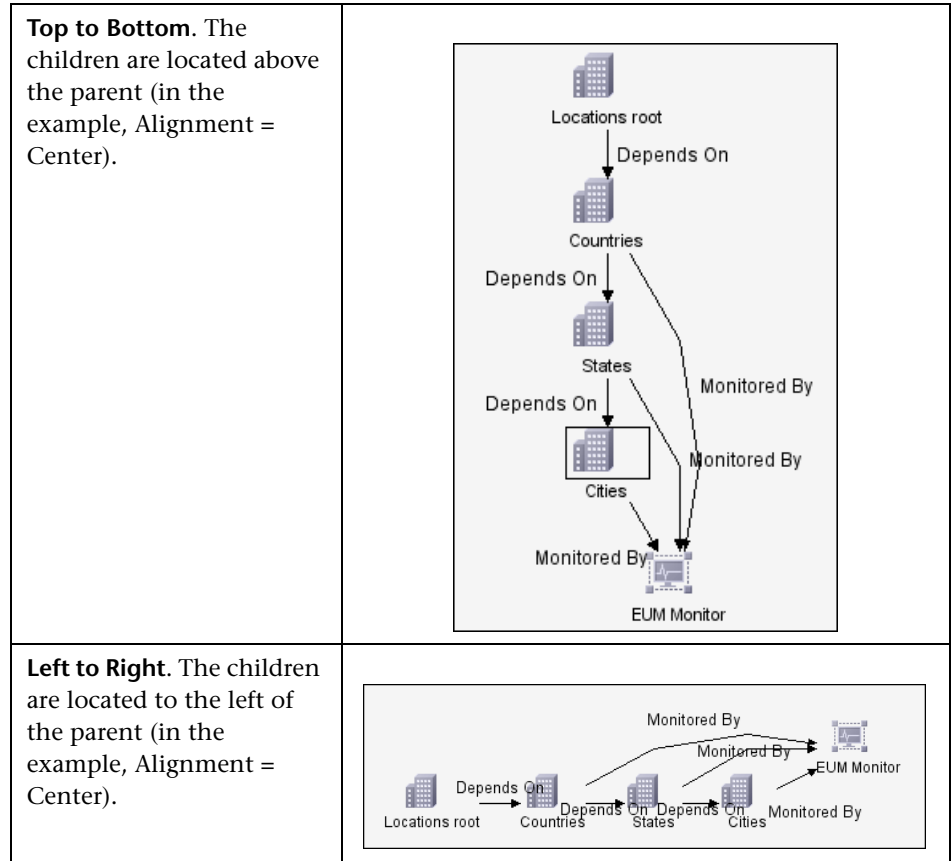 Top to Bottom. The
children are located above
the parent (in the
example, Alignment =
Center).
Locations root
Depends On
Countries
Depends On
States
Monitored By
Depends On
Monitored By
Cities
Monitored By
EUM Monitor
Left to Right. The children
are located to the left of
the parent (in the
example, Alignment =
Center).
Monitored By
Monitored By
EUM Monitor
Depends On
Depends On
Depends On
Monitored By
Locations root
Countries
States
Cities